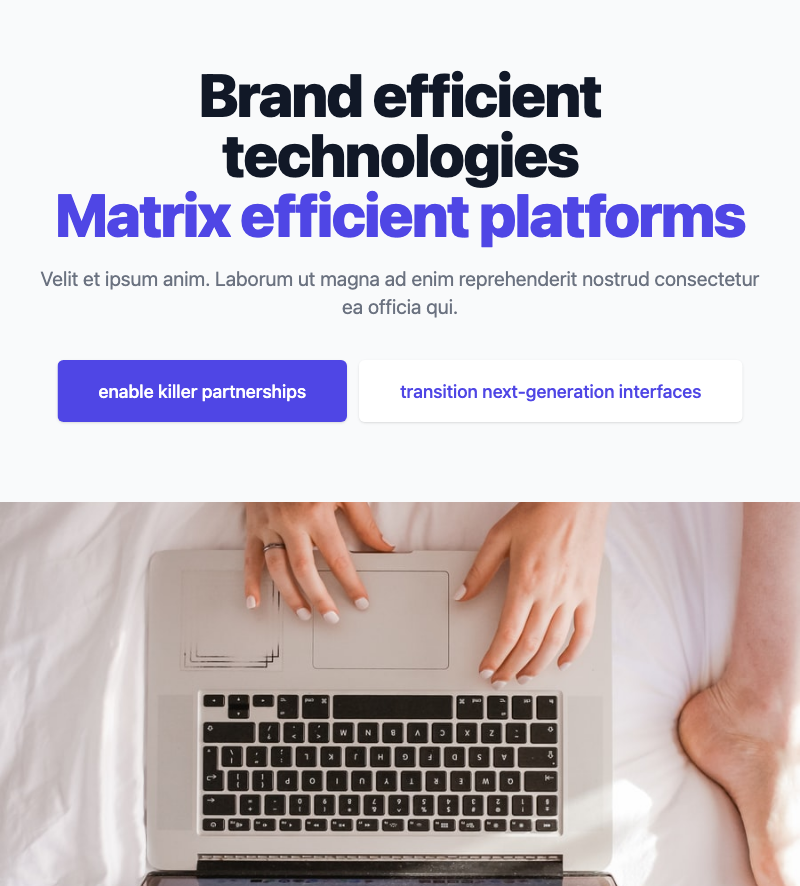 Brand efficient
technologies
Matrix efficient platforms
Velit et ipsum anim. Laborum ut magna ad enim reprehenderit nostrud consectetur
ea officia qui.
enable killer partnerships
transition next-generation interfaces